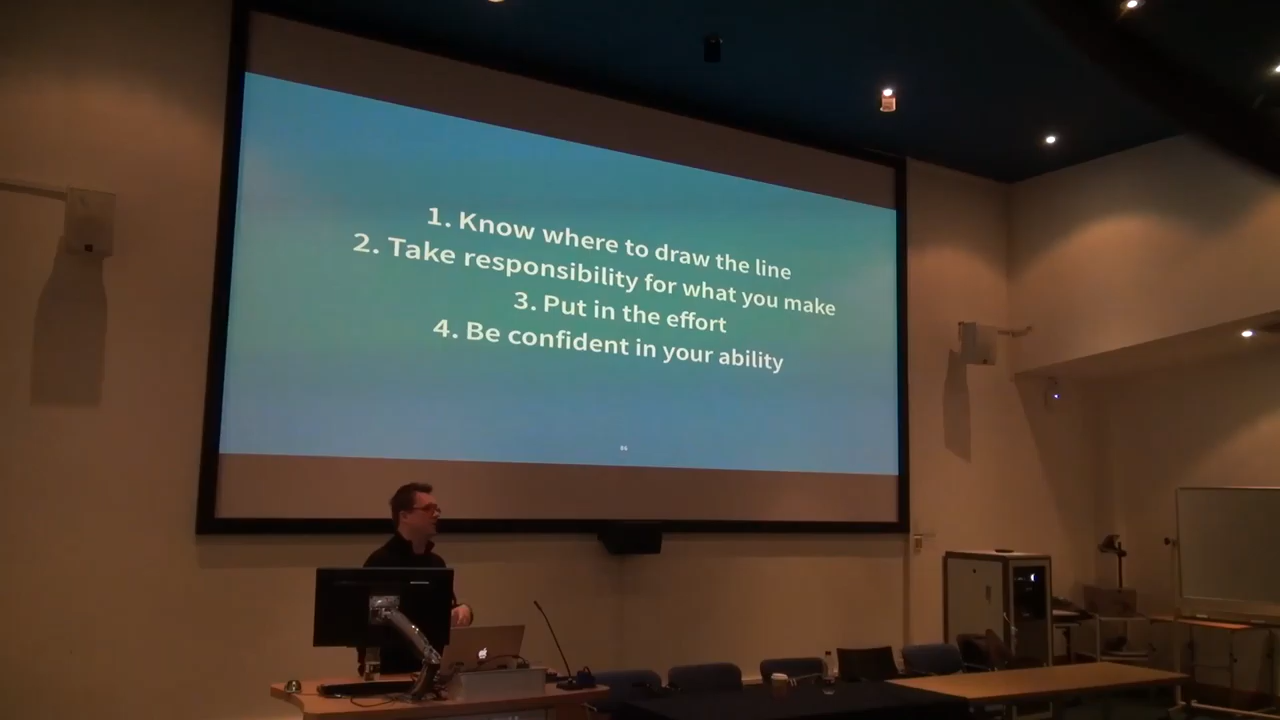 1. Know where to draw the line
2. Take responsibility for what you make
3. Put in the effort
4. Be confident in your ability